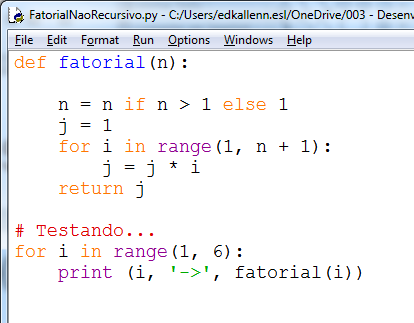 FatorialNaoRecursivo.py - C:/Users/edkallenn.esl/OneDrive/003 - Desenv
File Edit Format Run Options Windows Help
def fatorial(n):
    n = n if n > 1 else 1
    j = 1
    for i in range(1, n + 1):
        j = j * i
    return j
# Testando...
for i in range(1, 6):
    print (i, '->', fatorial(i))